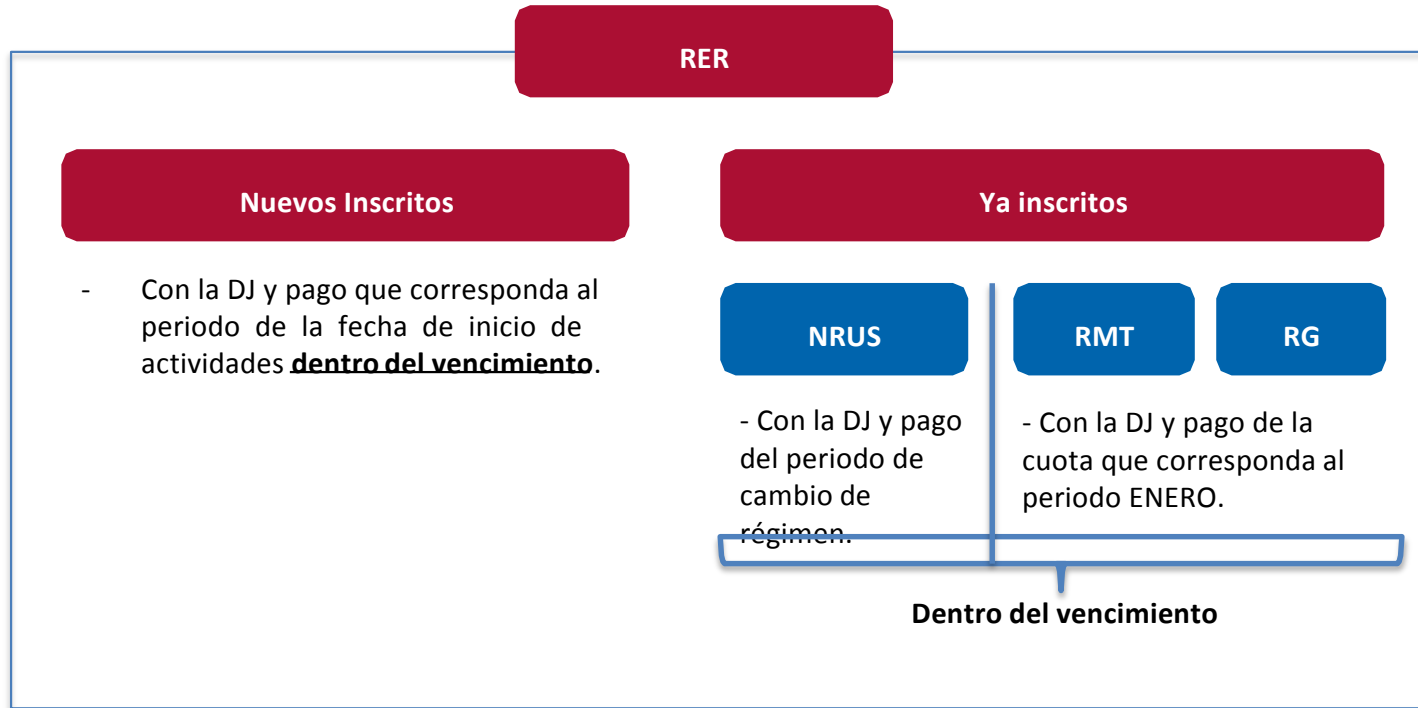 RER
Nuevos Inscritos
- Con la DJ y pago que corresponda al
periodo de la fecha de inicio de
actividades dentro del vencimiento.
Ya inscritos
NRUS
- Con la DJ y pago
del periodo de
cambio de
régimen.
RMT
RG
- Con la DJ y pago de la
cuota que corresponda al
periodo ENERO.
Dentro del vencimiento